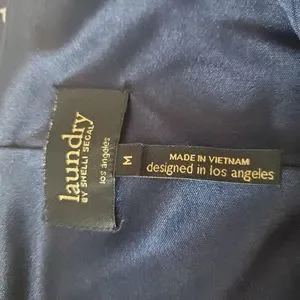 laundry
BY SHELLI SEGAL
los angeles
M
MADE IN VIETNAM
designed in los angeles